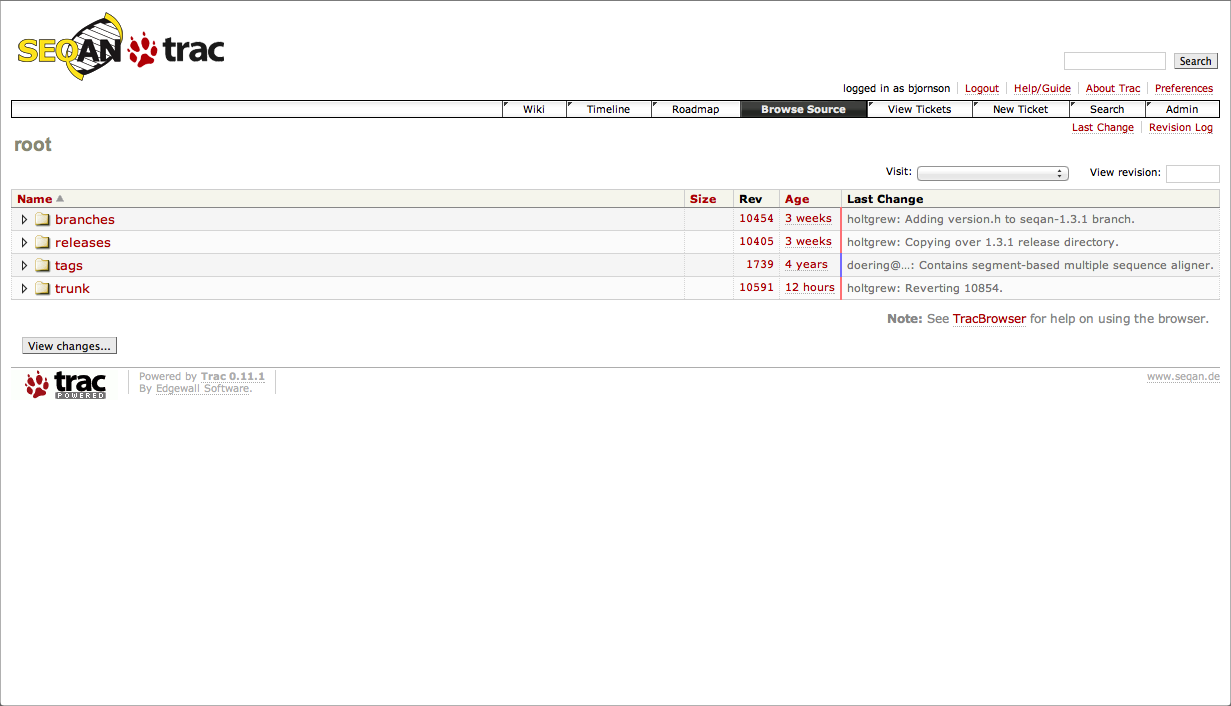 SEQAN trac
Search
logged in as bjornson Logout Help/Guide About Trac Preferences
Wiki Timeline Roadmap Browse Source View Tickets New Ticket Search Admin
Last Change Revision Log
root
Visit: View revision:
Name Size Rev Age Last Change
branches 10454 3 weeks holtgrew: Adding version.h to seqan-1.3.1 branch.
releases 10405 3 weeks holtgrew: Copying over 1.3.1 release directory.
tags 1739 4 years doering@...: Contains segment-based multiple sequence aligner.
trunk 10591 12 hours holtgrew: Reverting 10854.
Note: See TracBrowser for help on using the browser.
View changes...
trac POWERED
Powered by Trac 0.11.1
By Edgewall Software.
www.seqan.de